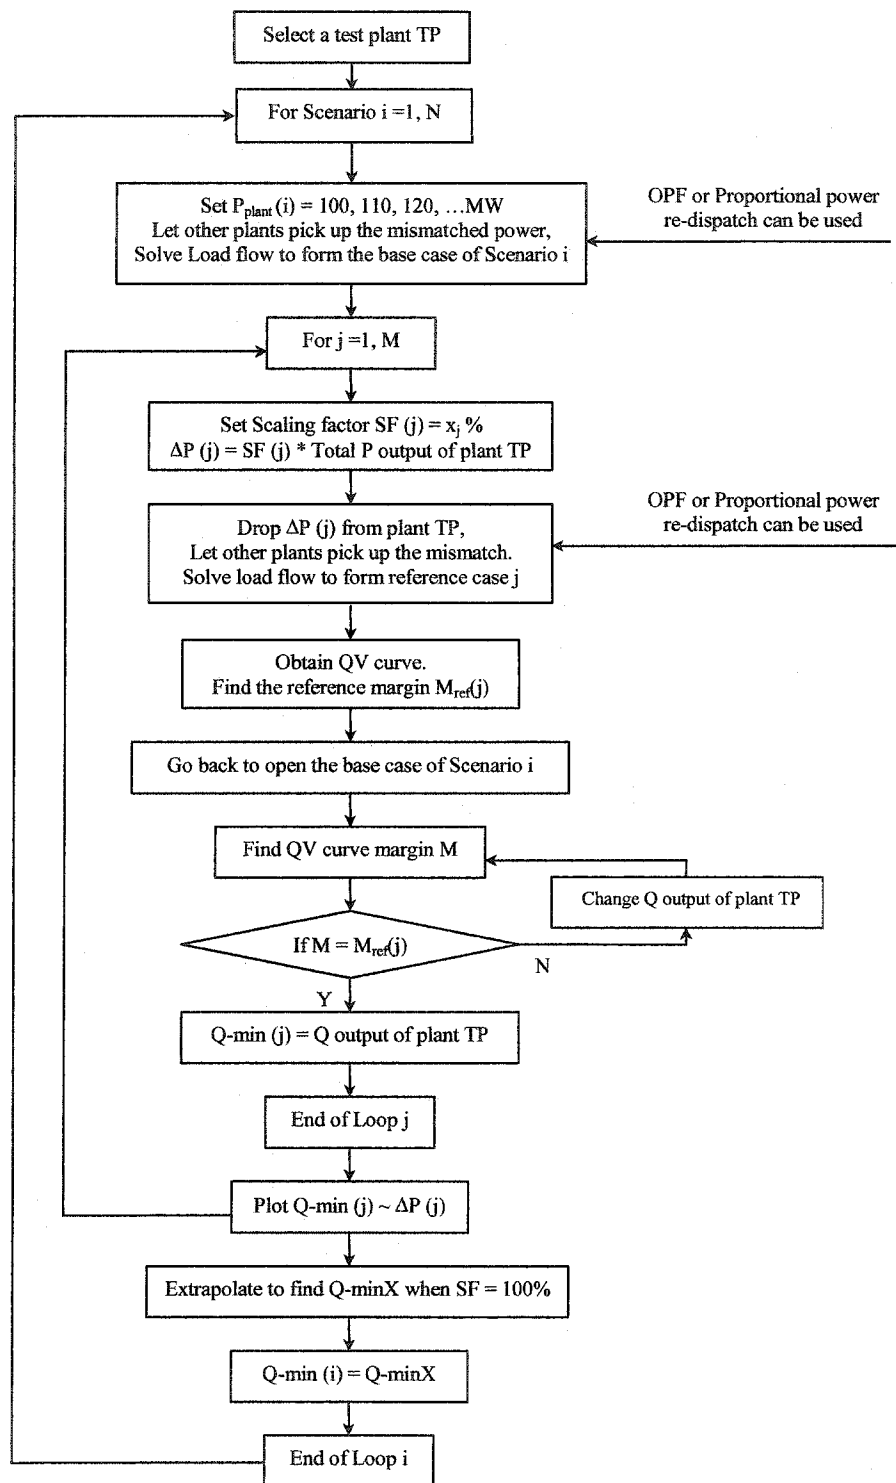 Select a test plant TP
For Scenario i =1, N
Set P_plant (i) = 100, 110, 120, …MW
Let other plants pick up the mismatched power,
Solve Load flow to form the base case of Scenario i
OPF or Proportional power
re-dispatch can be used
For j =1, M
Set Scaling factor SF (j) = x_j %
ΔP (j) = SF (j) * Total P output of plant TP
Drop ΔP (j) from plant TP,
Let other plants pick up the mismatch.
Solve load flow to form reference case j
OPF or Proportional power
re-dispatch can be used
Obtain QV curve.
Find the reference margin M_ref(j)
Go back to open the base case of Scenario i
Find QV curve margin M
Change Q output of plant TP
If M = M_ref(j)
N
Y
Q-min (j) = Q output of plant TP
End of Loop j
Plot Q-min (j) ~ ΔP (j)
Extrapolate to find Q-minX when SF = 100%
Q-min (i) = Q-minX
End of Loop i